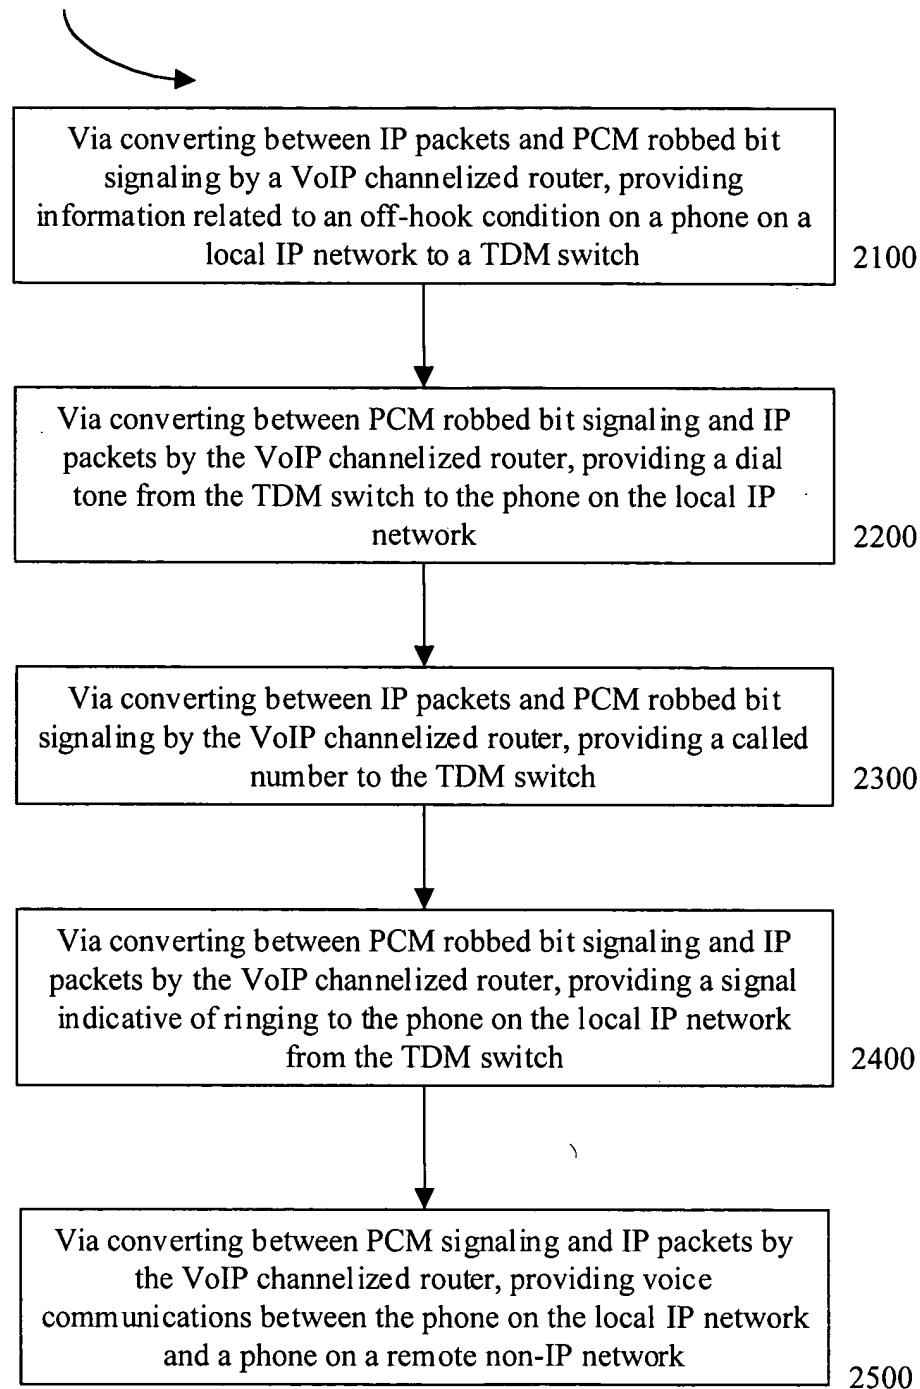 Via converting between IP packets and PCM robbed bit
signaling by a VoIP channelized router, providing
information related to an off-hook condition on a phone on a
local IP network to a TDM switch
2100
Via converting between PCM robbed bit signaling and IP
packets by the VoIP channelized router, providing a dial
tone from the TDM switch to the phone on the local IP
network
2200
Via converting between IP packets and PCM robbed bit
signaling by the VoIP channelized router, providing a called
number to the TDM switch
2300
Via converting between PCM robbed bit signaling and IP
packets by the VoIP channelized router, providing a signal
indicative of ringing to the phone on the local IP network
from the TDM switch
2400
Via converting between PCM signaling and IP packets by
the VoIP channelized router, providing voice
communications between the phone on the local IP network
and a phone on a remote non-IP network
2500